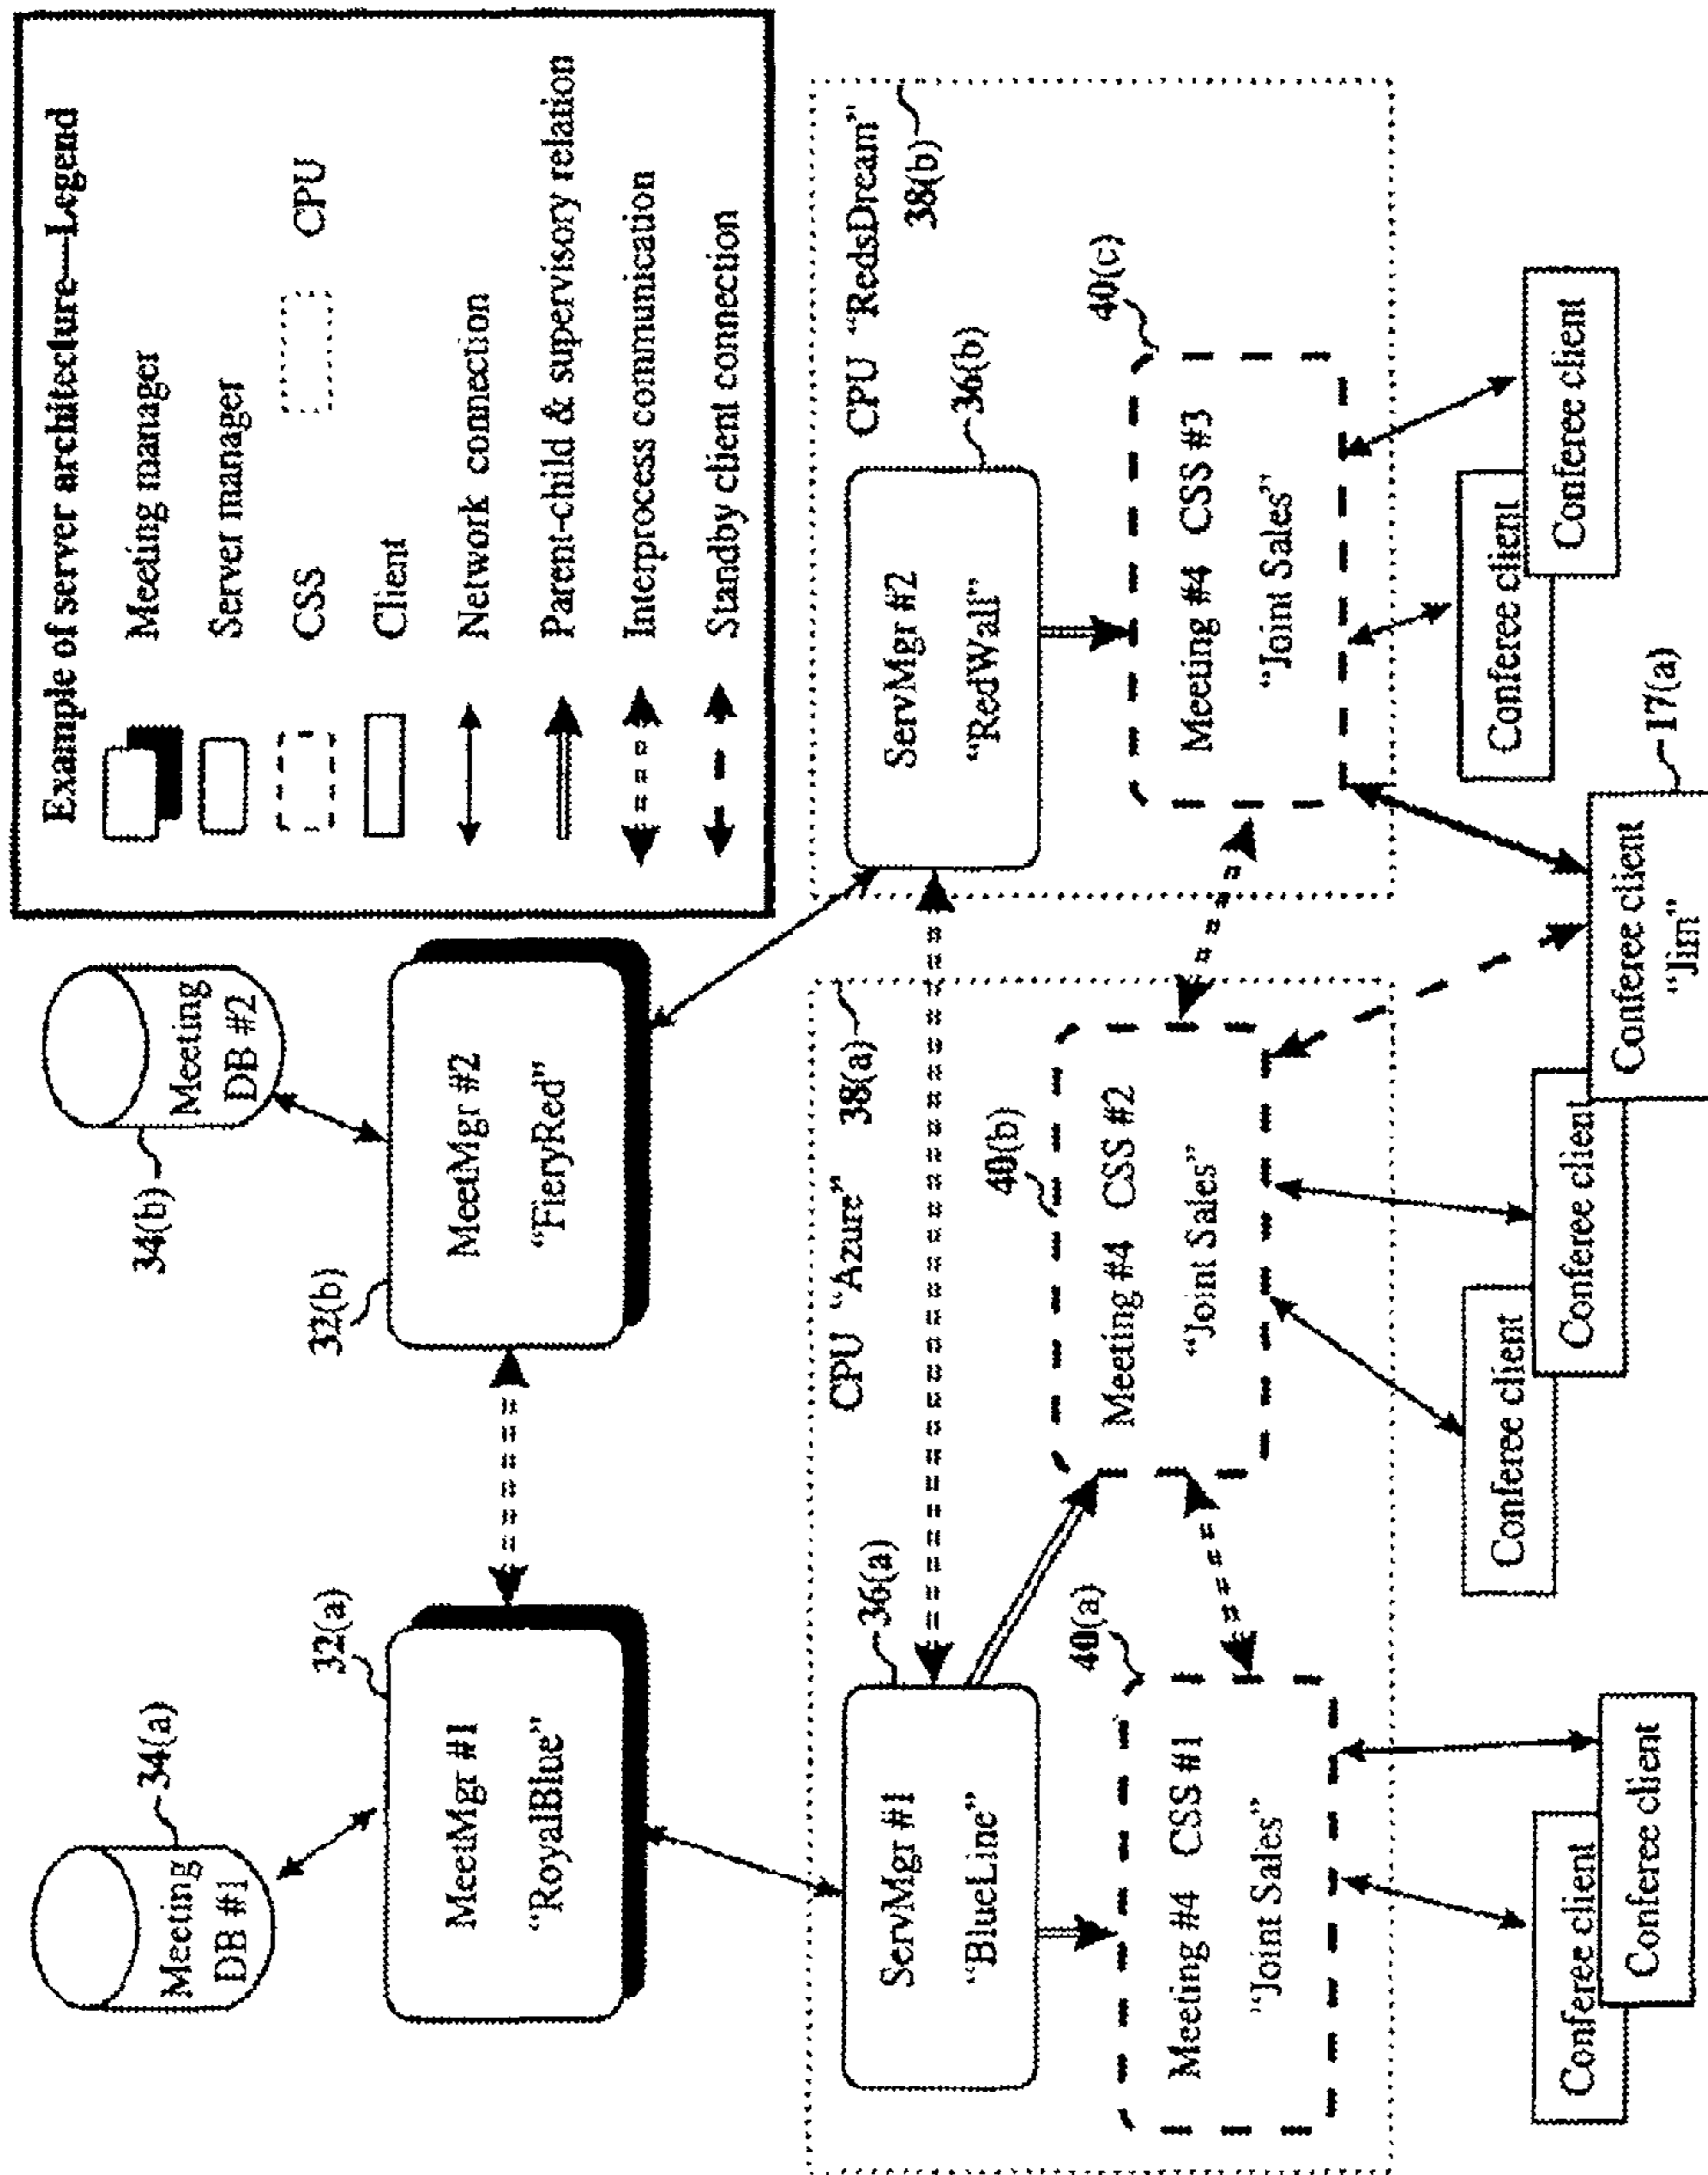 Example of server architecture—Legend
Meeting manager
Server manager
CSS
CPU
Client
Network connection
Parent-child & supervisory relation
Interprocess communication
Standby client connection
34(a)
Meeting
DB #1
34(b)
Meeting
DB #2
32(a)
MeetMgr #1
"RoyalBlue"
32(b)
MeetMgr #2
"FieryRed"
CPU "Azure"
38(a)
CPU "RedsDream"
38(b)
36(a)
ServMgr #1
"BlueLine"
36(b)
ServMgr #2
"RedWall"
40(a)
Meeting #4 CSS #1
"Joint Sales"
40(b)
Meeting #4 CSS #2
"Joint Sales"
40(c)
Meeting #4 CSS #3
"Joint Sales"
Conferee client
Conferee client
Conferee client
Conferee client
Conferee client
"Jim"
17(a)
Conferee client
Conferee client